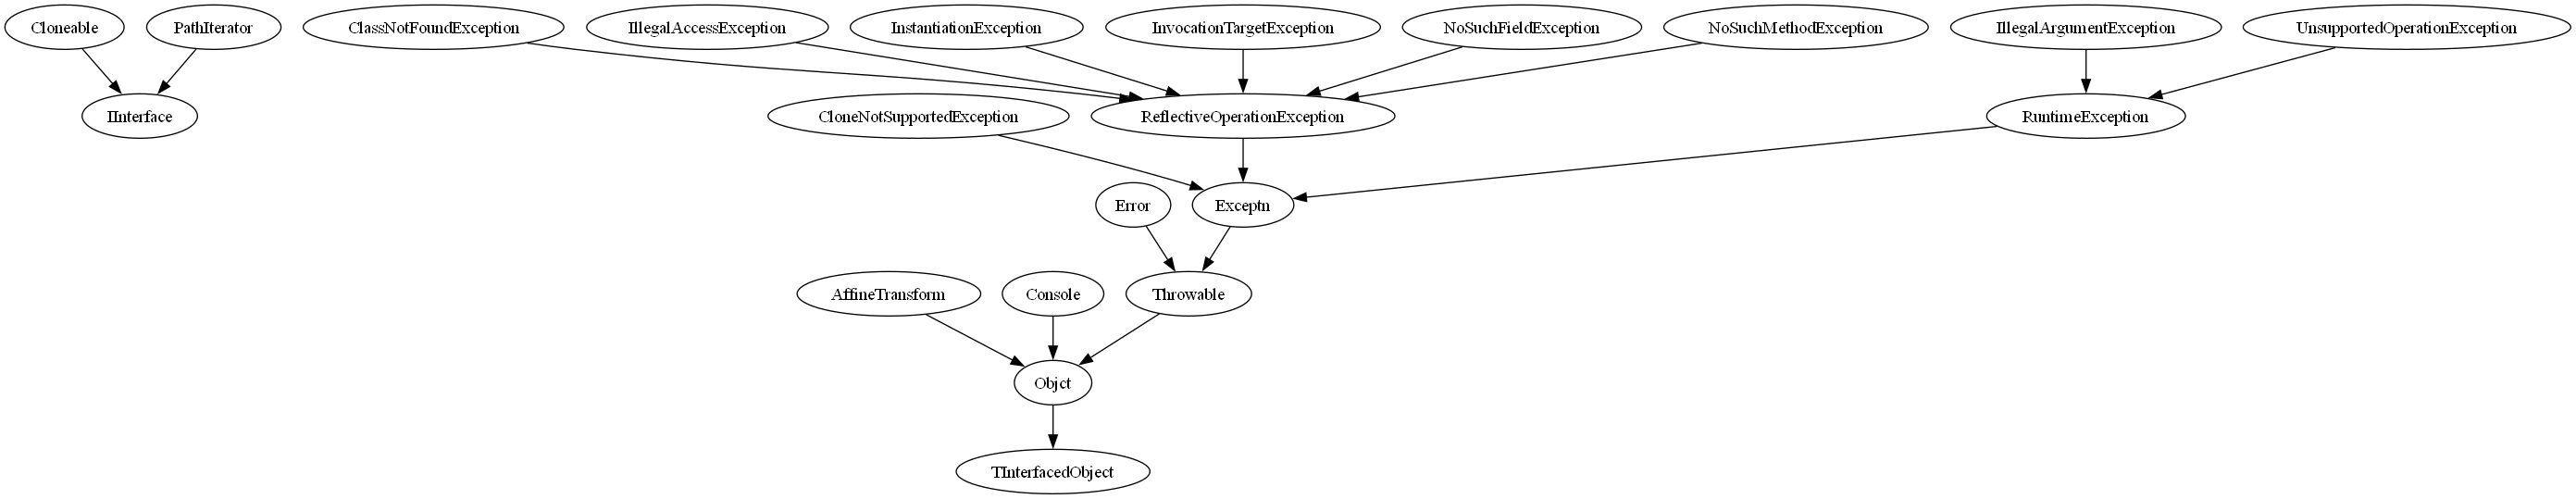 Cloneable
PathIterator
ClassNotFoundException
IllegalAccessException
InstantiationException
InvocationTargetException
NoSuchFieldException
NoSuchMethodException
IllegalArgumentException
UnsupportedOperationException
IInterface
CloneNotSupportedException
ReflectiveOperationException
RuntimeException
Error
Exceptn
AffineTransform
Console
Throwable
Objct
TInterfacedObject